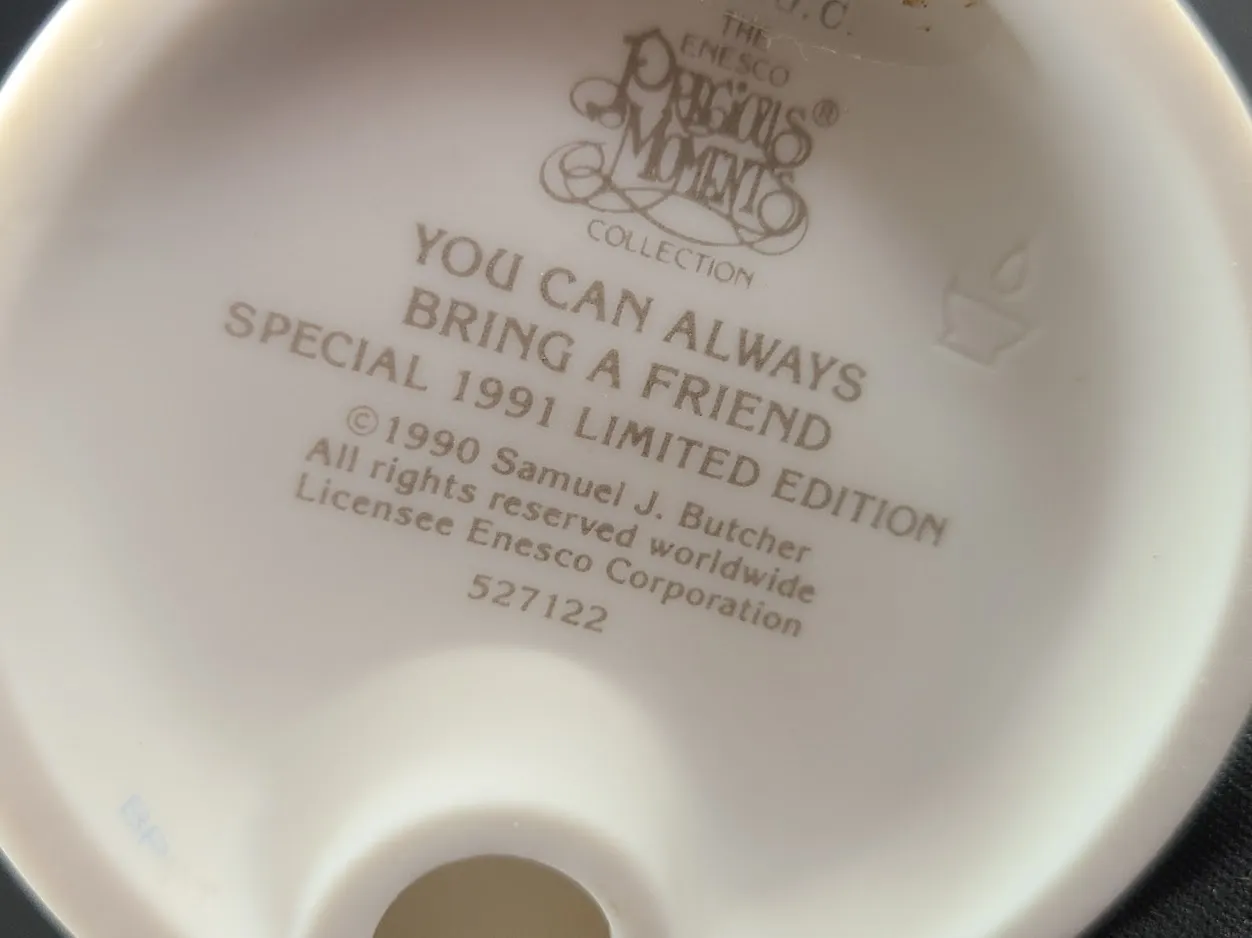 J.C.
THE
ENESCO
Precious®
MOMENTS
COLLECTION
YOU CAN ALWAYS
BRING A FRIEND
SPECIAL 1991 LIMITED EDITION
©1990 Samuel J. Butcher
All rights reserved worldwide
Licensee Enesco Corporation
527122